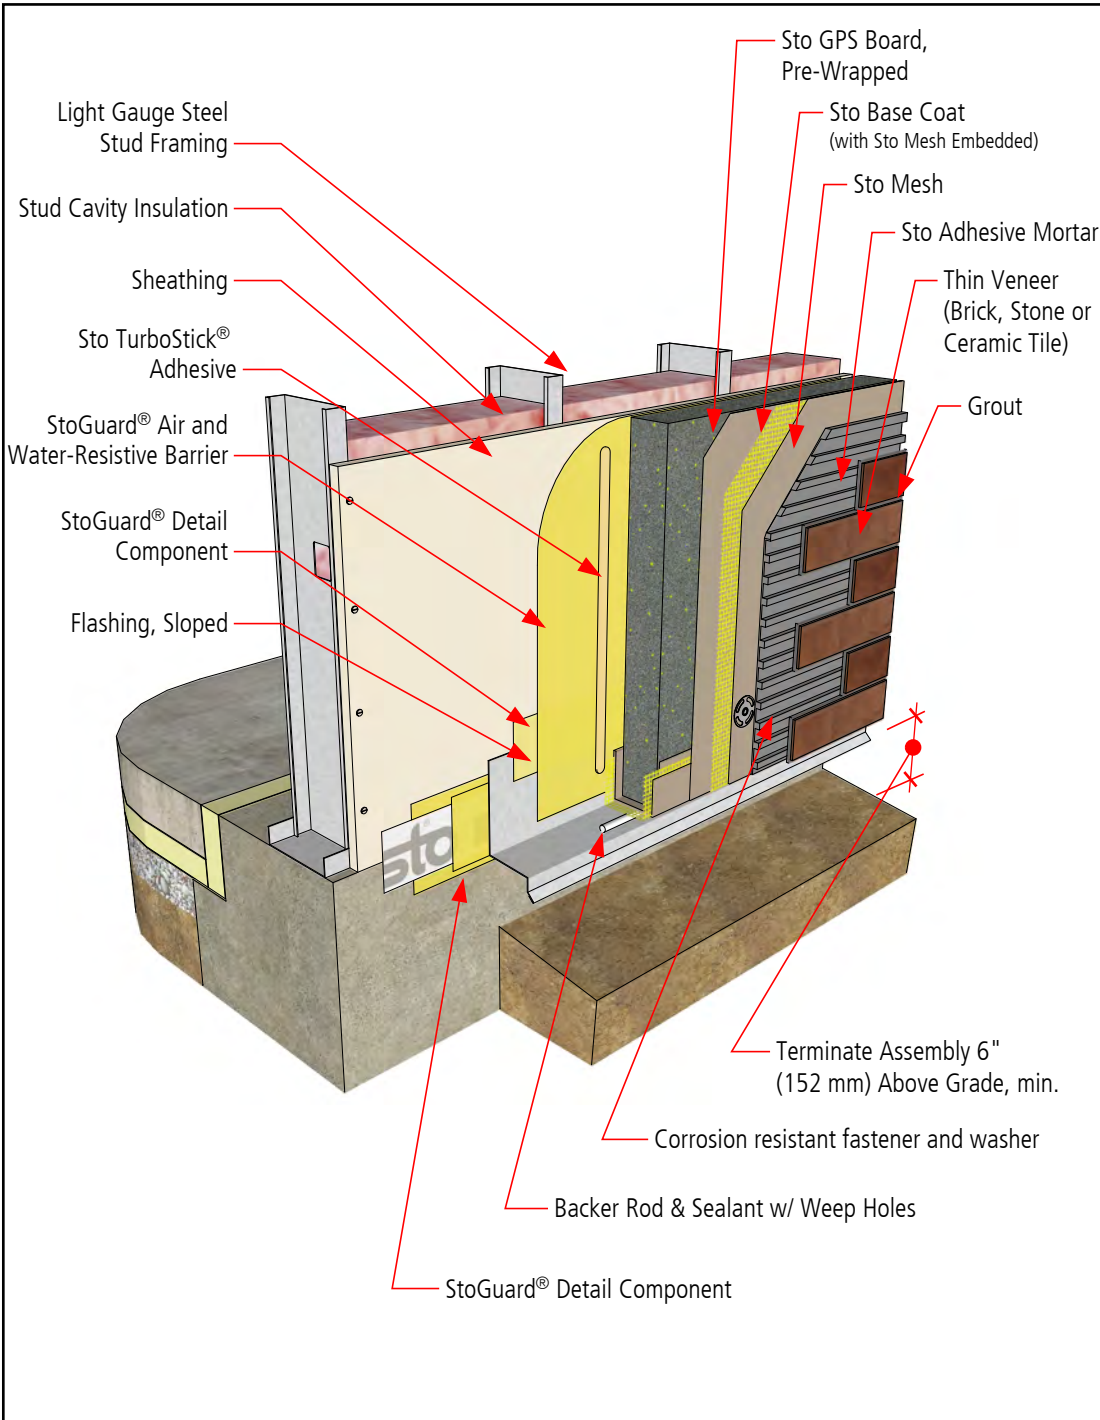 Sto GPS Board,
Pre-Wrapped
Light Gauge Steel
Stud Framing
Sto Base Coat
(with Sto Mesh Embedded)
Sto Mesh
Stud Cavity Insulation
Sto Adhesive Mortar
Sheathing
Thin Veneer
(Brick, Stone or
Ceramic Tile)
Sto TurboStick®
Adhesive
Grout
StoGuard® Air and
Water-Resistive Barrier
StoGuard® Detail
Component
Flashing, Sloped
sto
Terminate Assembly 6"
(152 mm) Above Grade, min.
Corrosion resistant fastener and washer
Backer Rod & Sealant w/ Weep Holes
StoGuard® Detail Component